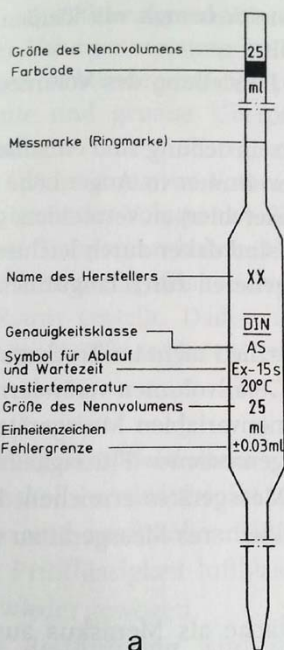 Größe des Nennvolumens 25
Farbcode
ml
Messmarke (Ringmarke)
Name des Herstellers XX
DIN
Genauigkeitsklasse AS
Symbol für Ablauf
und Wartezeit Ex-15s
Justiertemperatur 20°C
Größe des Nennvolumens 25
Einheitenzeichen ml
Fehlergrenze ±0.03ml
a